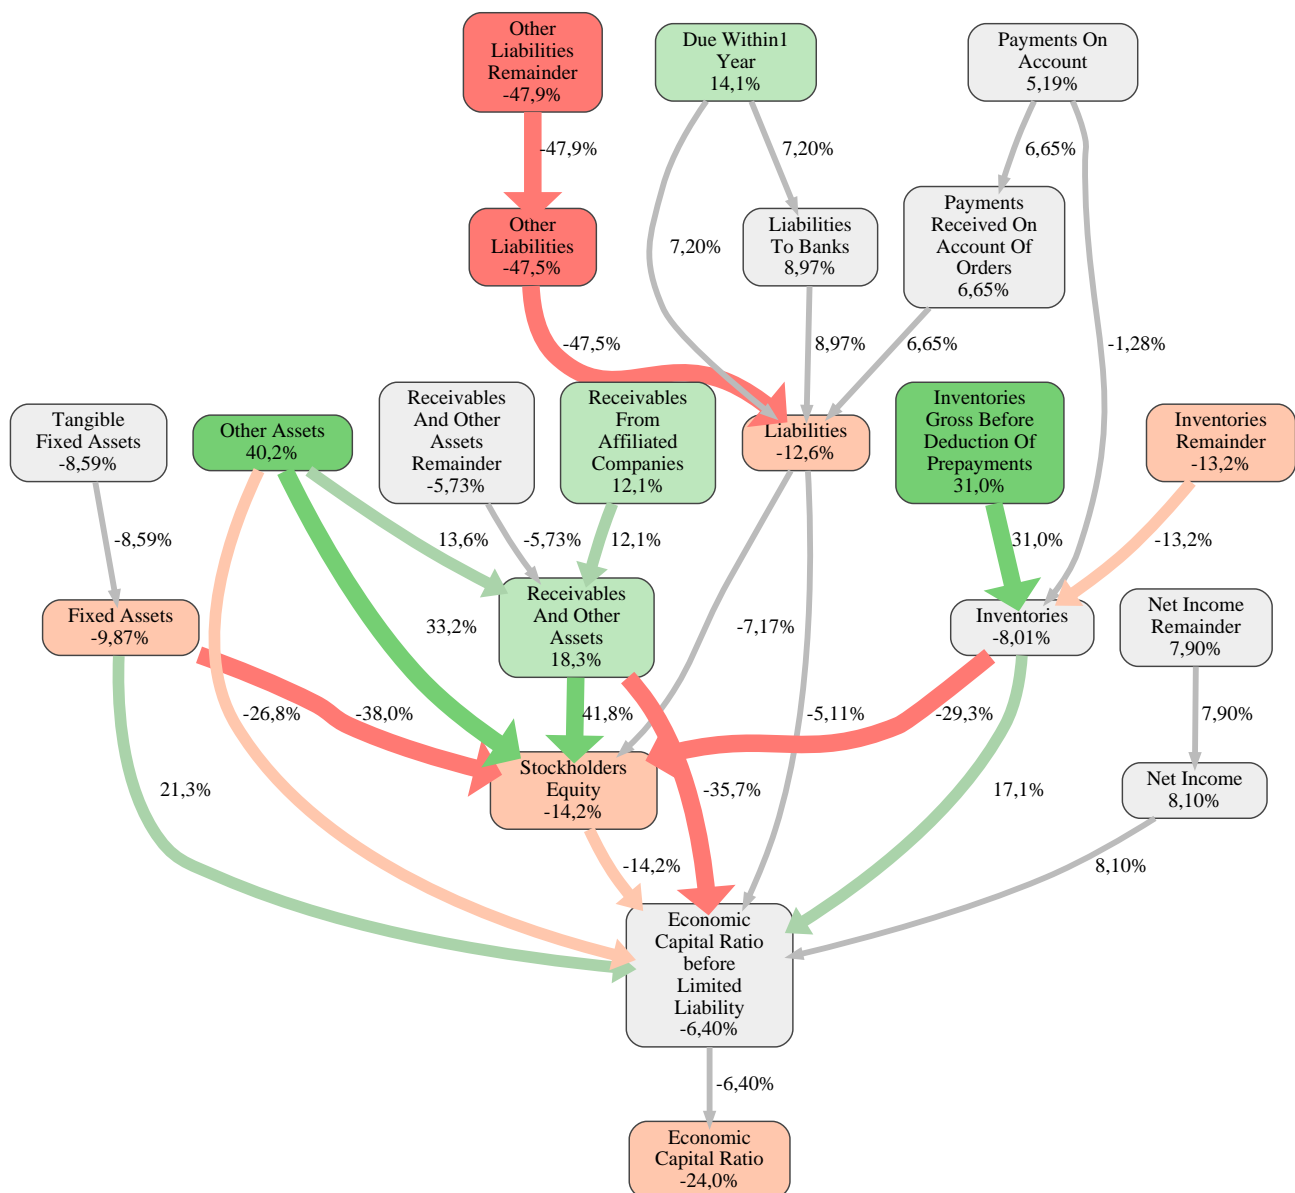 Other
Liabilities
Remainder
-47,9%
Due Within1
Year
14,1%
Payments On
Account
5,19%
-47,9%
7,20%
6,65%
Other
Liabilities
-47,5%
Liabilities
To Banks
8,97%
Payments
Received On
Account Of
Orders
6,65%
7,20%
-47,5%
8,97%
6,65%
-1,28%
Tangible
Fixed Assets
-8,59%
Other Assets
40,2%
Receivables
And Other
Assets
Remainder
-5,73%
Receivables
From
Affiliated
Companies
12,1%
Liabilities
-12,6%
Inventories
Gross Before
Deduction Of
Prepayments
31,0%
Inventories
Remainder
-13,2%
-8,59%
13,6%
-5,73%
12,1%
31,0%
-13,2%
Fixed Assets
-9,87%
33,2%
Receivables
And Other
Assets
18,3%
-7,17%
Inventories
-8,01%
Net Income
Remainder
7,90%
-26,8%
-38,0%
41,8%
-5,11%
-29,3%
7,90%
21,3%
Stockholders
Equity
-14,2%
-35,7%
17,1%
Net Income
8,10%
-14,2%
8,10%
Economic
Capital Ratio
before
Limited
Liability
-6,40%
-6,40%
Economic
Capital Ratio
-24,0%